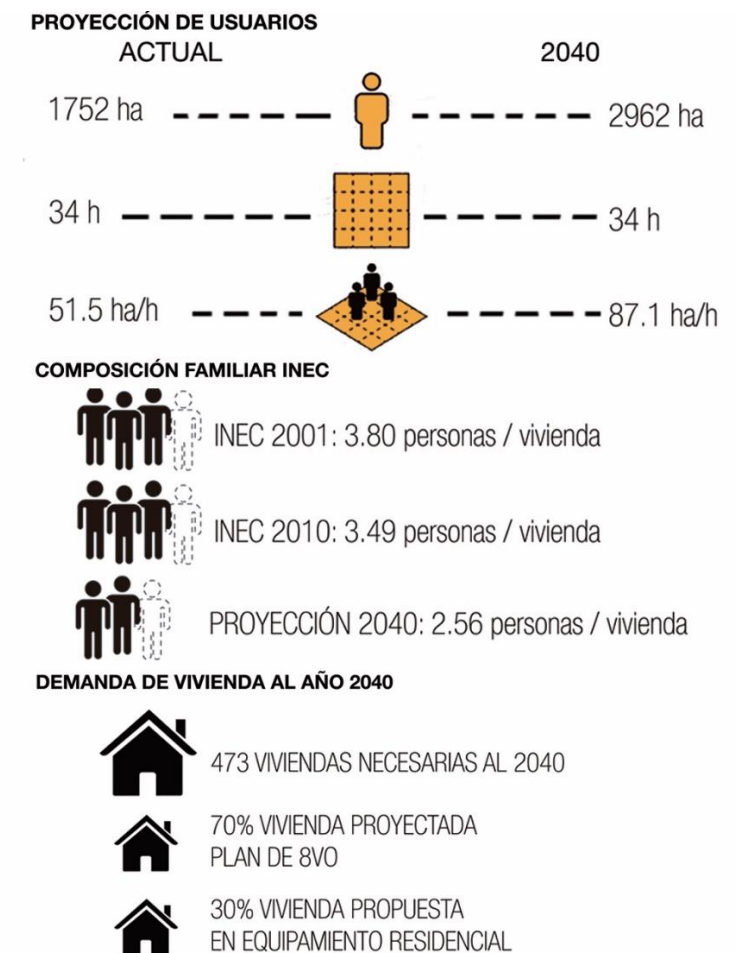 PROYECCIÓN DE USUARIOS
ACTUAL 2040
1752 ha 2962 ha
34 h 34 h
51.5 ha/h 87.1 ha/h
COMPOSICIÓN FAMILIAR INEC
INEC 2001: 3.80 personas / vivienda
INEC 2010: 3.49 personas / vivienda
PROYECCIÓN 2040: 2.56 personas / vivienda
DEMANDA DE VIVIENDA AL AÑO 2040
473 VIVIENDAS NECESARIAS AL 2040
70% VIVIENDA PROYECTADA
PLAN DE 8VO
30% VIVIENDA PROPUESTA
EN EQUIPAMIENTO RESIDENCIAL